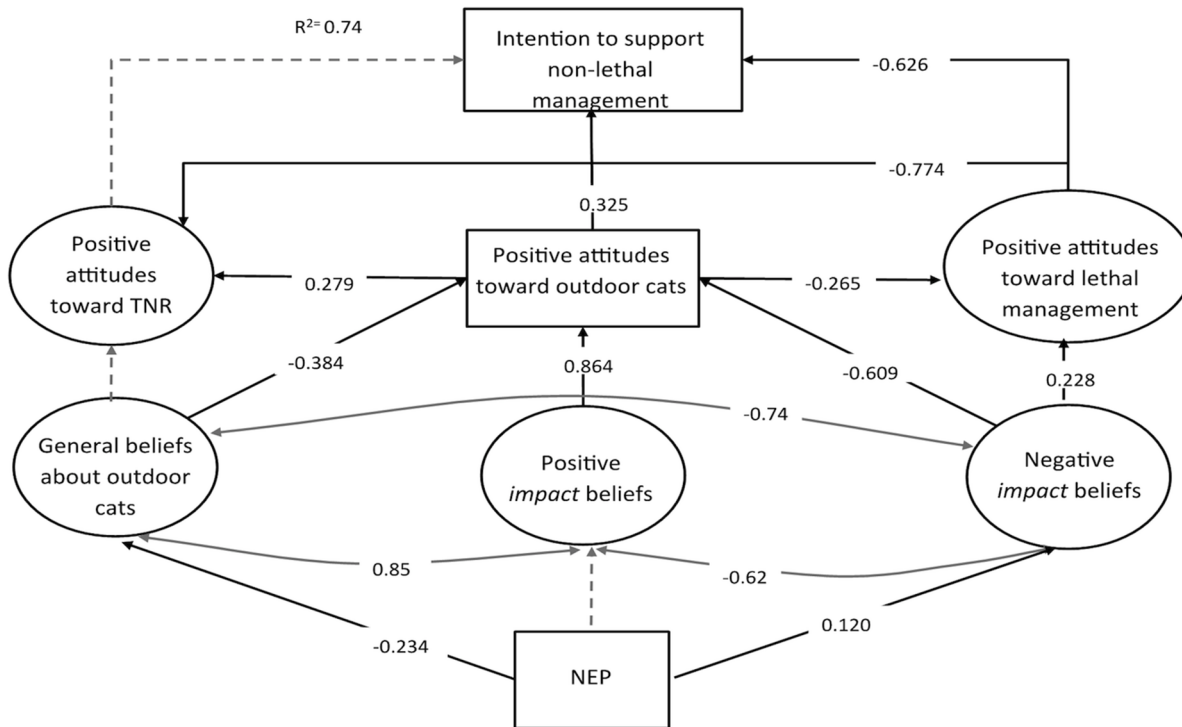 R²= 0.74
Intention to support
non-lethal
management
-0.626
-0.774
0.325
Positive
attitudes
toward TNR
0.279
Positive attitudes
toward outdoor cats
-0.265
Positive attitudes
toward lethal
management
-0.384
0.864
-0.609
0.228
-0.74
General beliefs
about outdoor
cats
Positive
impact beliefs
Negative
impact beliefs
0.85
-0.62
-0.234
0.120
NEP